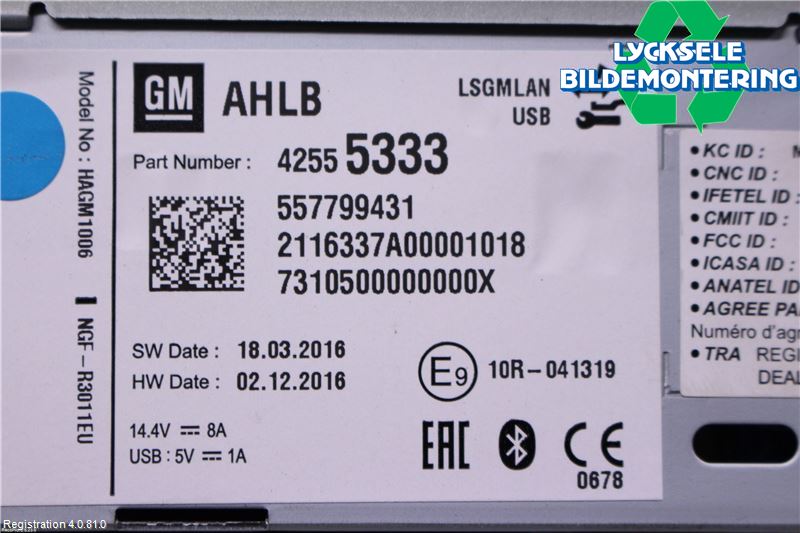 LYCKSELE
BILDEMONTERING
GM AHLB
LSGMLAN
USB
Part Number : 4255 5333
557799431
2116337A00001018
7310500000000X
SW Date : 18.03.2016
HW Date : 02.12.2016
E9 10R-041319
14.4V ⎓ 8A
USB : 5V ⎓ 1A
EAC
CE
0678
Model No : HAGM1006
NGF-R3011EU
• KC ID :
• CNC ID :
• IFETEL ID :
• CMIIT ID :
• FCC ID :
• ICASA ID :
• ANATEL ID
• AGREE PA
Numéro d'agr
• TRA REGI
DEAL
Registration 4.0.81.0